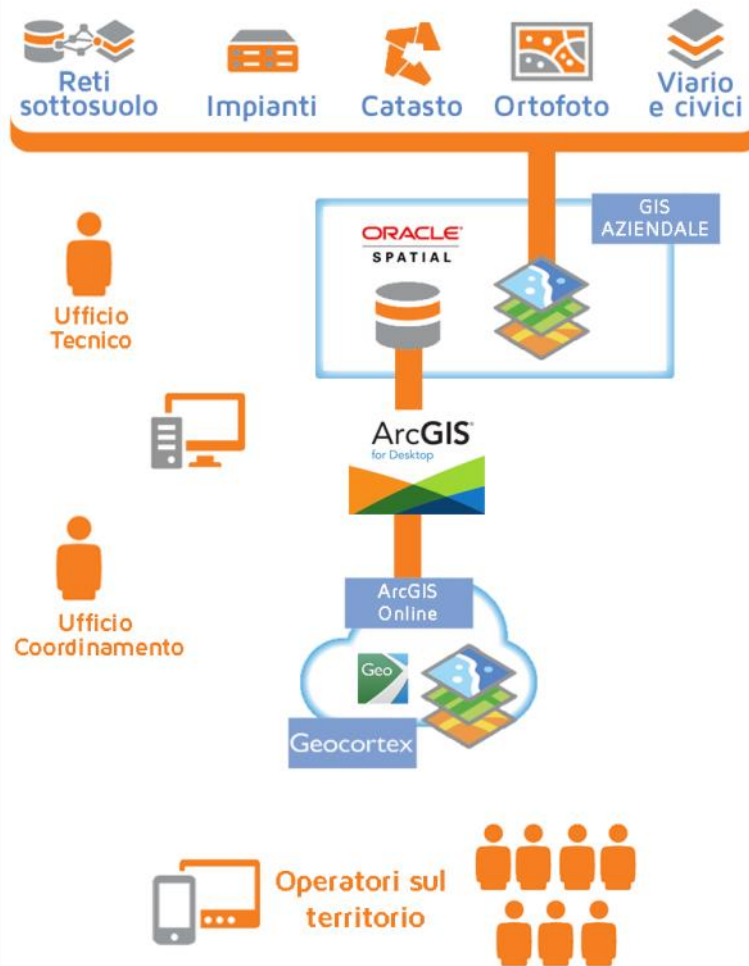 Reti
sottosuolo
Impianti
Catasto
Ortofoto
Viario
e civici
GIS
AZIENDALE
ORACLE
SPATIAL
Ufficio
Tecnico
ArcGIS
for Desktop
Ufficio
Coordinamento
ArcGIS
Online
Geo
Geocortex
Operatori sul
territorio